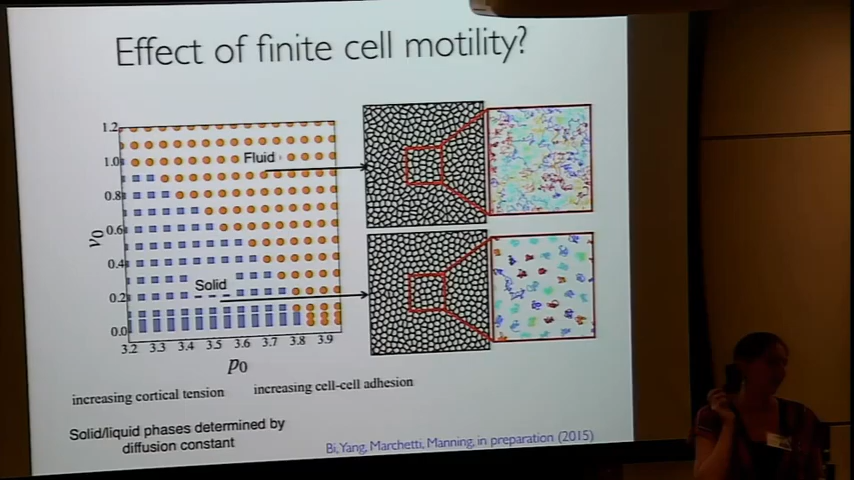 Effect of finite cell motility?
1.2
1.0
0.8
0.6
0.4
0.2
0.0
v0
Fluid
Solid
3.2 3.3 3.4 3.5 3.6 3.7 3.8 3.9
p0
increasing cortical tension increasing cell-cell adhesion
Solid/liquid phases determined by
diffusion constant
Bi, Yang, Marchetti, Manning, in preparation (2015)